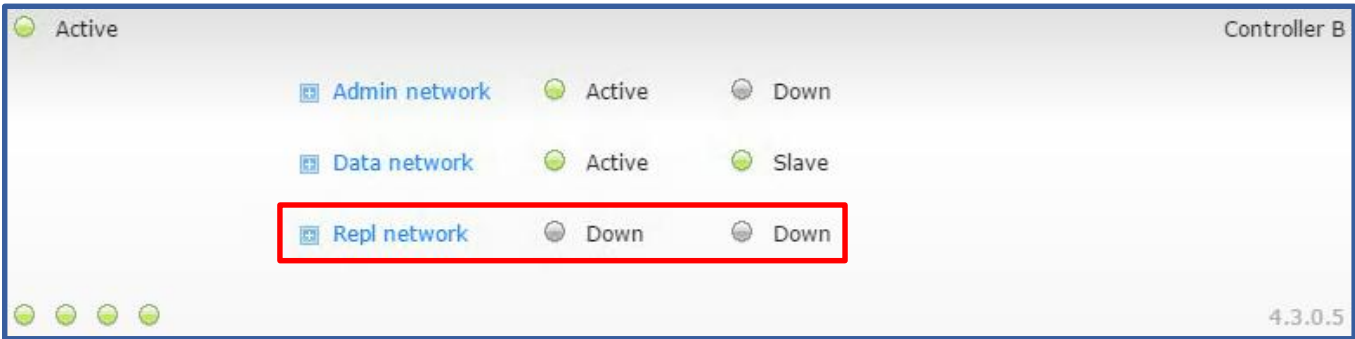 Active Controller B
Admin network Active Down
Data network Active Slave
Repl network Down Down
4.3.0.5